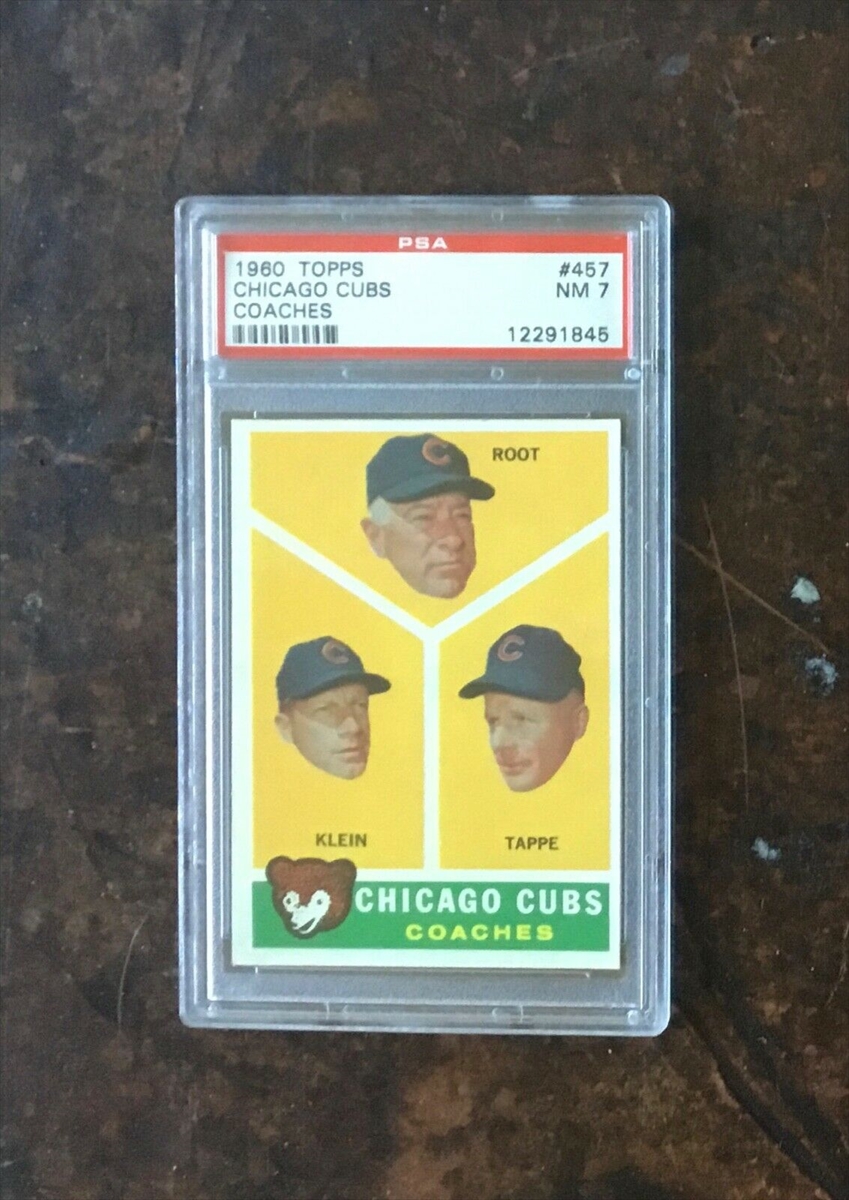 PSA
1960 TOPPS #457
CHICAGO CUBS NM 7
COACHES
12291845
C
ROOT
C
C
KLEIN
TAPPE
CHICAGO CUBS
COACHES